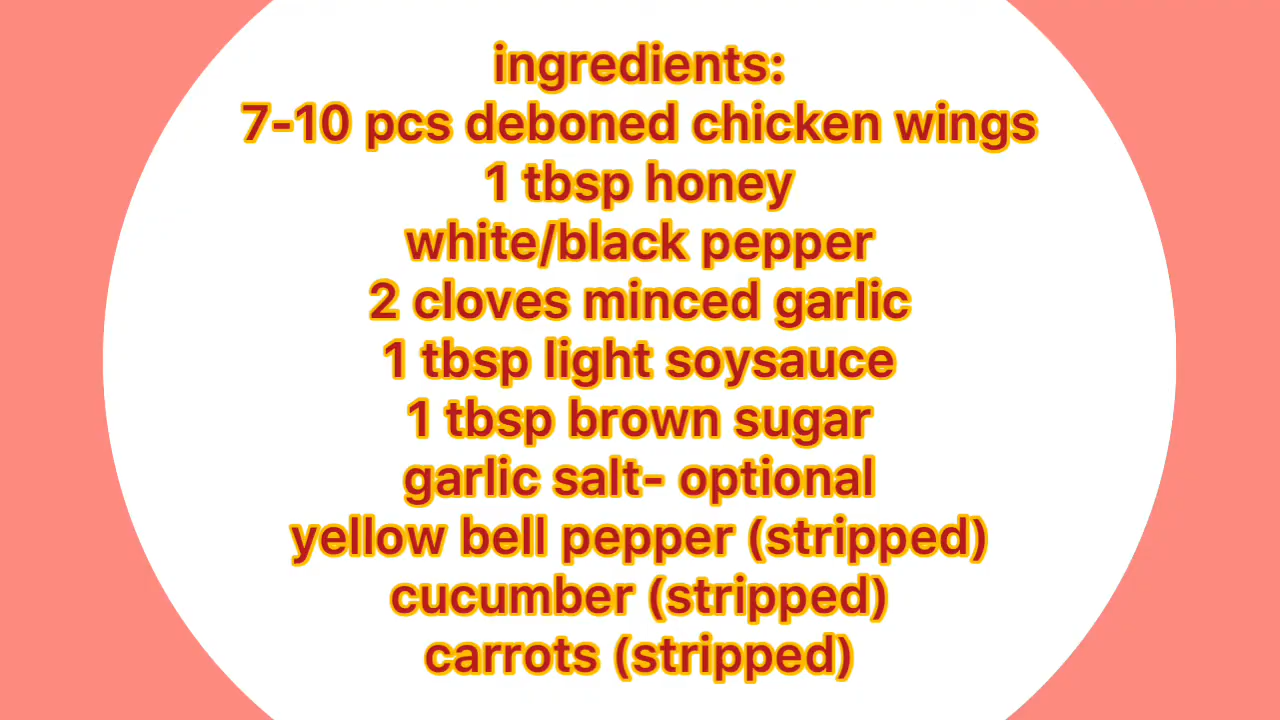 ingredients:
7-10 pcs deboned chicken wings
1 tbsp honey
white/black pepper
2 cloves minced garlic
1 tbsp light soysauce
1 tbsp brown sugar
garlic salt- optional
yellow bell pepper (stripped)
cucumber (stripped)
carrots (stripped)